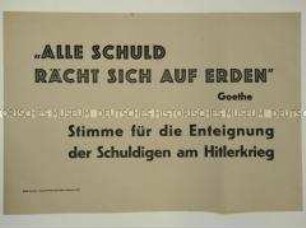 „ALLE SCHULD
RÄCHT SICH AUF ERDEN"
Goethe
DEUTSCHES HISTORISCHES MUSEUM
Stimme für die Enteignung
der Schuldigen am Hitlerkrieg